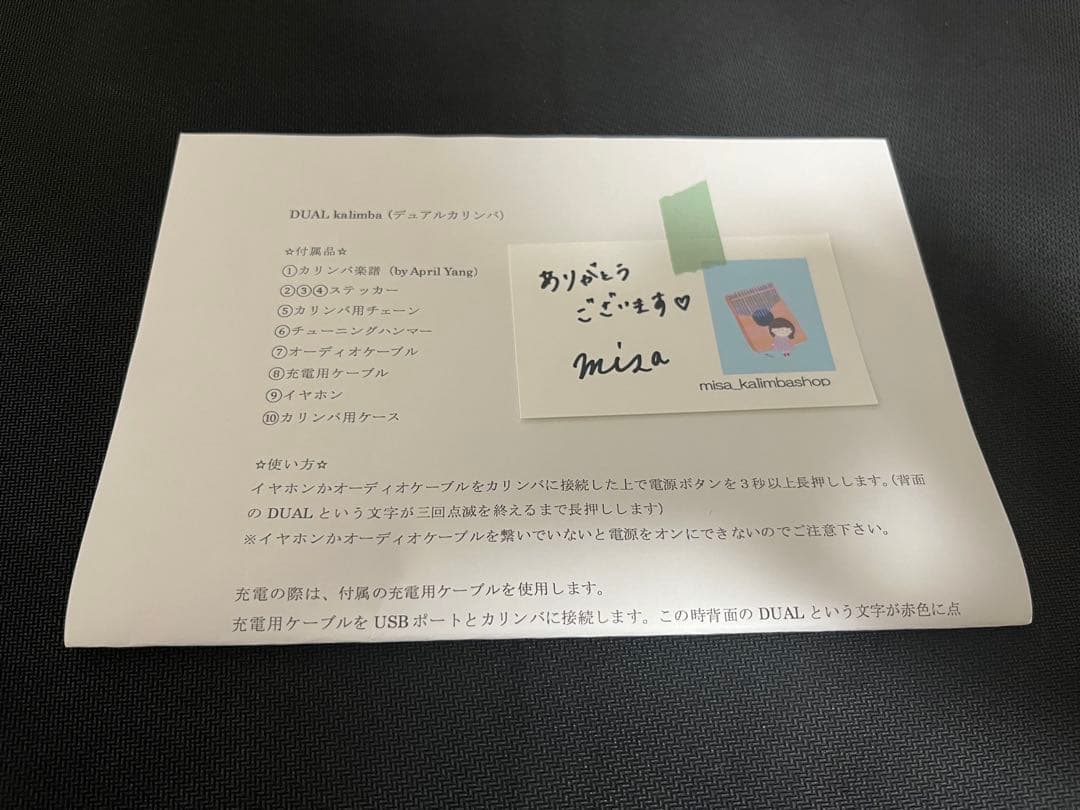 DUAL kalimba（デュアルカリンバ）
☆付属品☆
①カリンバ楽譜（by April Yang）
②③④ステッカー
⑤カリンバ用チェーン
⑥チューニングハンマー
⑦オーディオケーブル
⑧充電用ケーブル
⑨イヤホン
⑩カリンバ用ケース
ありがとう
ございます♡
misa
misa_kalimbashop
☆使い方☆
イヤホンかオーディオケーブルをカリンバに接続した上で電源ボタンを３秒以上長押しします。（背面
の DUAL という文字が三回点滅を終えるまで長押しします）
※イヤホンかオーディオケーブルを繋いでいないと電源をオンにできないのでご注意下さい。
充電の際は、付属の充電用ケーブルを使用します。
充電用ケーブルを USB ポートとカリンバに接続します。この時背面の DUAL という文字が赤色に点